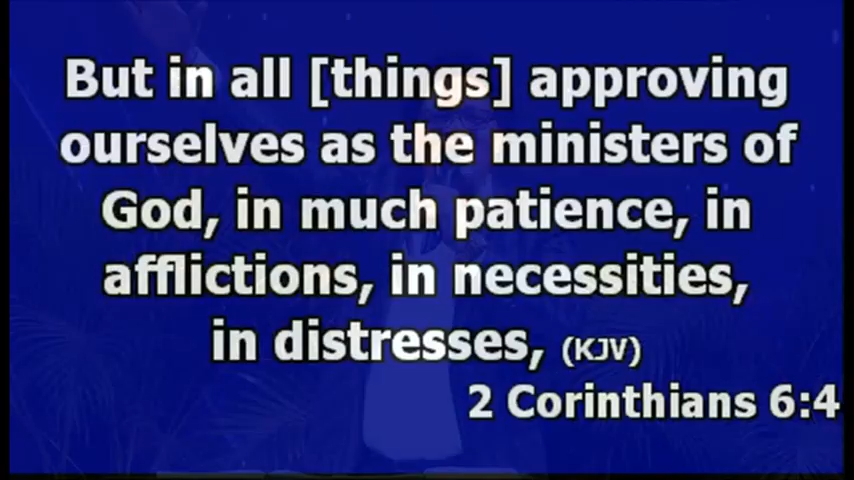 But in all [things] approving
ourselves as the ministers of
God, in much patience, in
afflictions, in necessities,
in distresses, (KJV)
2 Corinthians 6:4